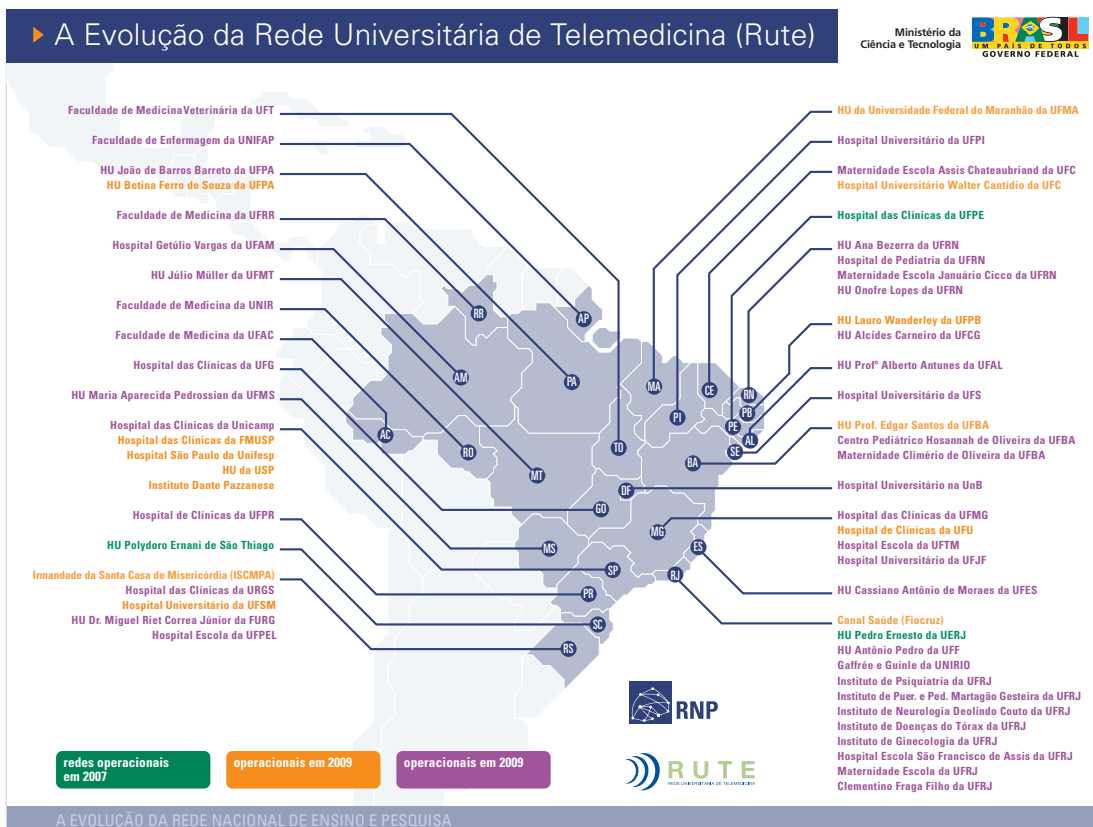 A Evolução da Rede Universitária de Telemedicina (Rute)
Ministério da
Ciência e Tecnologia
BRASIL
UM PAÍS DE TODOS
GOVERNO FEDERAL
Faculdade de MedicinaVeterinária da UFT
Faculdade de Enfermagem da UNIFAP
HU João de Barros Barreto da UFPA
HU Betina Ferro de Souza da UFPA
Faculdade de Medicina da UFRR
Hospital Getúlio Vargas da UFAM
HU Júlio Müller da UFMT
Faculdade de Medicina da UNIR
Faculdade de Medicina da UFAC
Hospital das Clínicas da UFG
HU Maria Aparecida Pedrossian da UFMS
Hospital das Clínicas da Unicamp
Hospital das Clínicas da FMUSP
Hospital São Paulo da Unifesp
HU da USP
Instituto Dante Pazzanese
Hospital de Clínicas da UFPR
HU Polydoro Ernani de São Thiago
Irmandade da Santa Casa de Misericórdia (ISCMPA)
Hospital das Clínicas da URGS
Hospital Universitário da UFSM
HU Dr. Miguel Riet Correa Júnior da FURG
Hospital Escola da UFPEL
RR
AP
AM
PA
MA
CE
RN
PB
PI
PE
AL
SE
AC
RO
TO
BA
MT
DF
GO
MG
MS
ES
SP
RJ
PR
SC
RS
HU da Universidade Federal do Maranhão da UFMA
Hospital Universitário da UFPI
Maternidade Escola Assis Chateaubriand da UFC
Hospital Universitário Walter Cantídio da UFC
Hospital das Clínicas da UFPE
HU Ana Bezerra da UFRN
Hospital de Pediatria da UFRN
Maternidade Escola Januário Cicco da UFRN
HU Onofre Lopes da UFRN
HU Lauro Wanderley da UFPB
HU Alcides Carneiro da UFCG
HU Profº Alberto Antunes da UFAL
Hospital Universitário da UFS
HU Prof. Edgar Santos da UFBA
Centro Pediátrico Hosannah de Oliveira da UFBA
Maternidade Climério de Oliveira da UFBA
Hospital Universitário na UnB
Hospital das Clínicas da UFMG
Hospital de Clínicas da UFU
Hospital Escola da UFTM
Hospital Universitário da UFJF
HU Cassiano Antônio de Moraes da UFES
Canal Saúde (Fiocruz)
HU Pedro Ernesto da UERJ
HU Antônio Pedro da UFF
Gaffrée e Guinle da UNIRIO
Instituto de Psiquiatria da UFRJ
Instituto de Puer. e Ped. Martagão Gesteira da UFRJ
Instituto de Neurologia Deolindo Couto da UFRJ
Instituto de Doenças do Tórax da UFRJ
Instituto de Ginecologia da UFRJ
Hospital Escola São Francisco de Assis da UFRJ
Maternidade Escola da UFRJ
Clementino Fraga Filho da UFRJ
RNP
RUTE
REDE UNIVERSITÁRIA DE TELEMEDICINA
redes operacionais
em 2007
operacionais em 2009
operacionais em 2009
A EVOLUÇÃO DA REDE NACIONAL DE ENSINO E PESQUISA